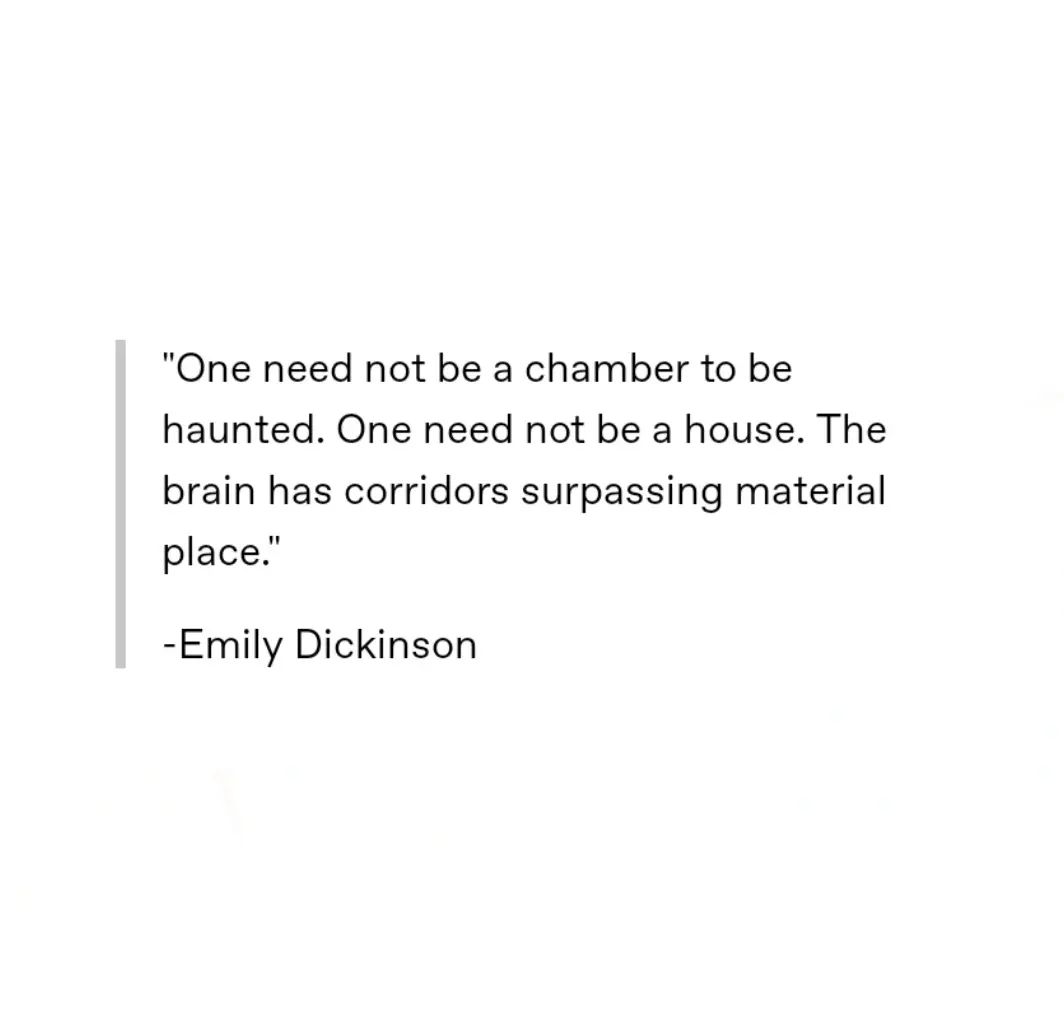 "One need not be a chamber to be
haunted. One need not be a house. The
brain has corridors surpassing material
place."
-Emily Dickinson